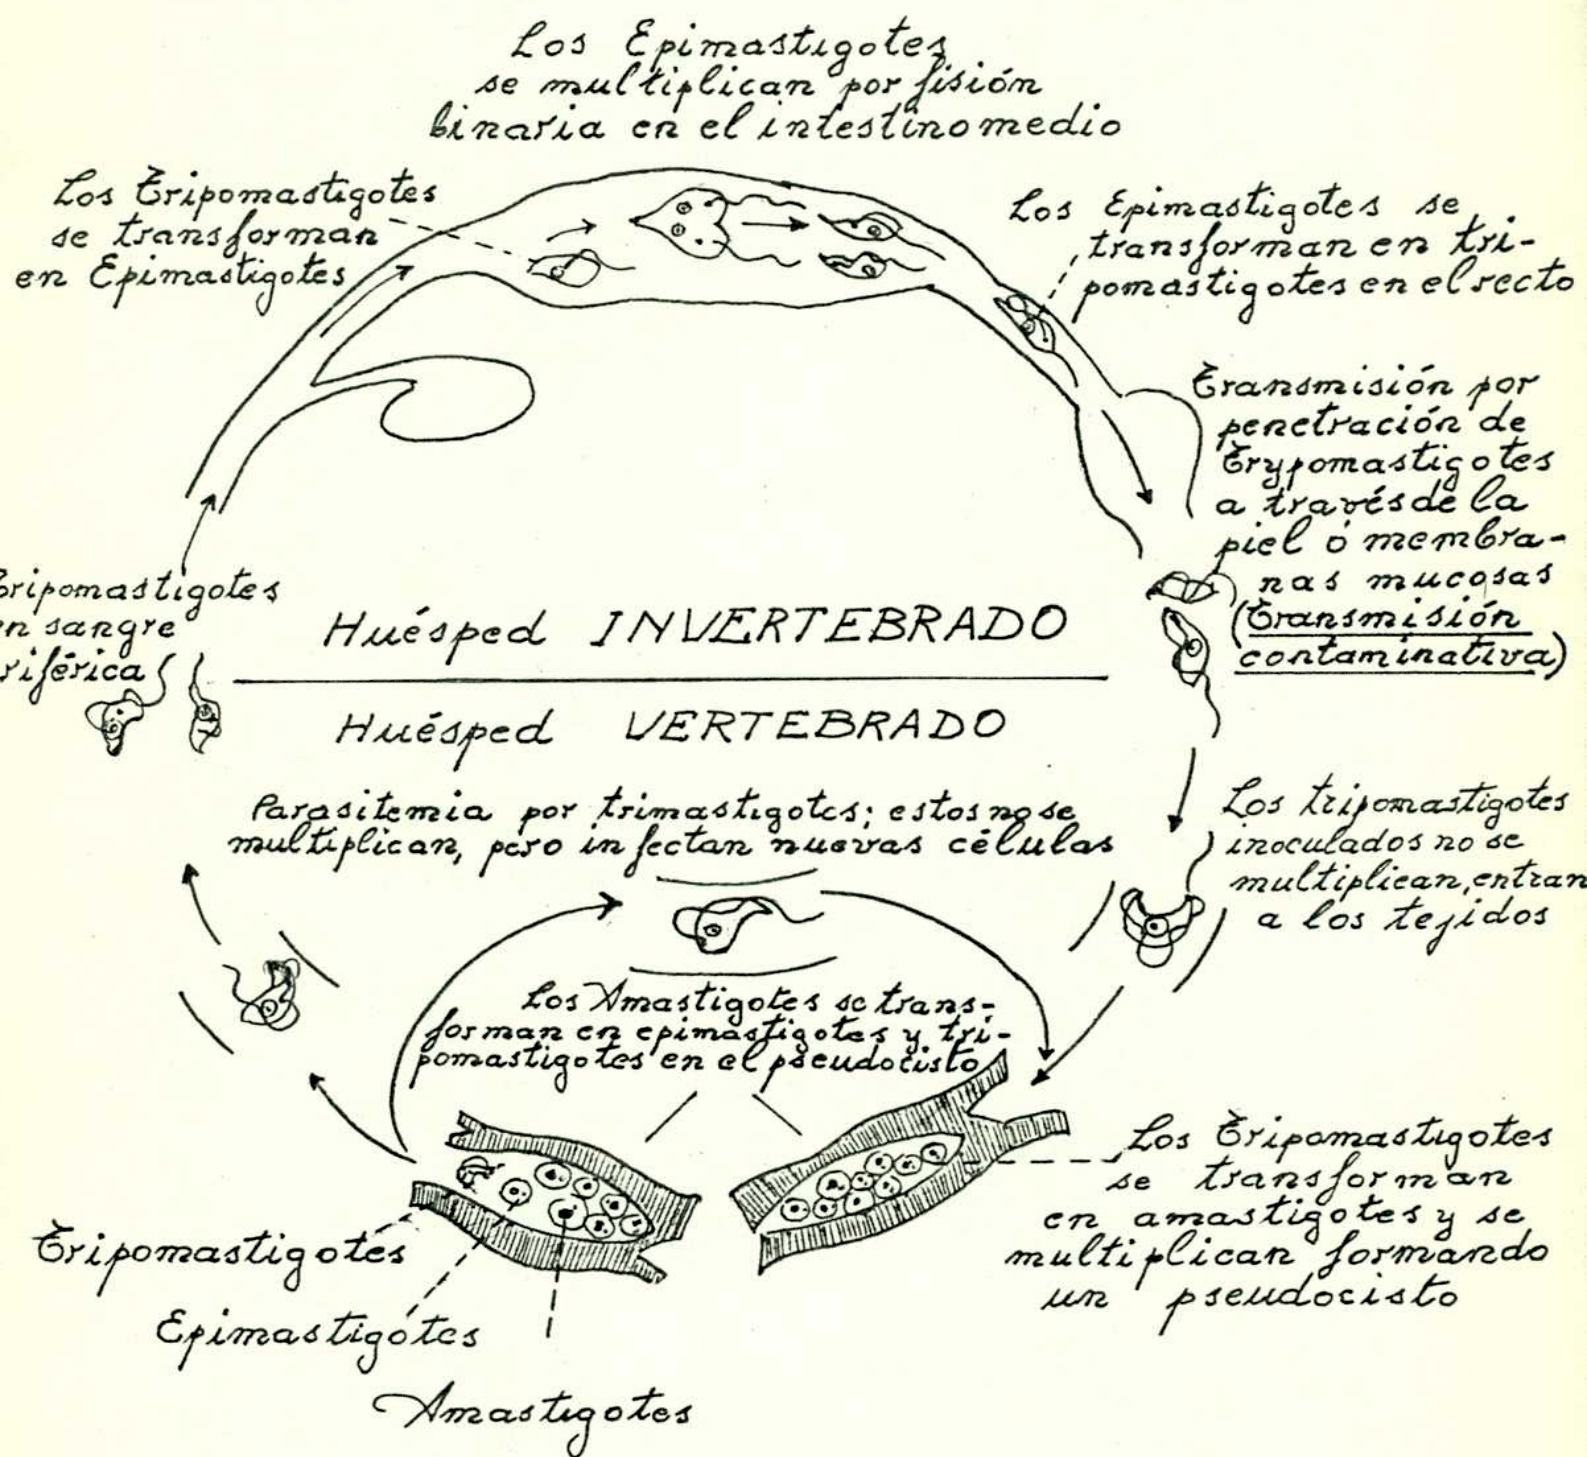 Los Epimastigotes
se multiplican por fisión
binaria en el intestino medio
Los Tripomastigotes
se transforman
en Epimastigotes
Los Epimastigotes se
transforman en tri-
pomastigotes en el recto
Transmisión por
penetración de
Trypomastigotes
a través de la
piel ó membra-
nas mucosas
(Transmisión
contaminativa)
Tripomastigotes
en sangre
riférica
Huésped INVERTEBRADO
Huésped VERTEBRADO
Parasitemia por trimastigotes; estos no se
multiplican, pero infectan nuevas células
Los tripomastigotes
inoculados no se
multiplican, entran
a los tejidos
Los Amastigotes se trans-
forman en epimastigotes y tri-
pomastigotes en el pseudocisto
Los Tripomastigotes
se transforman
en amastigotes y se
multiplican formando
un pseudocisto
Tripomastigotes
Epimastigótes
Amastigotes